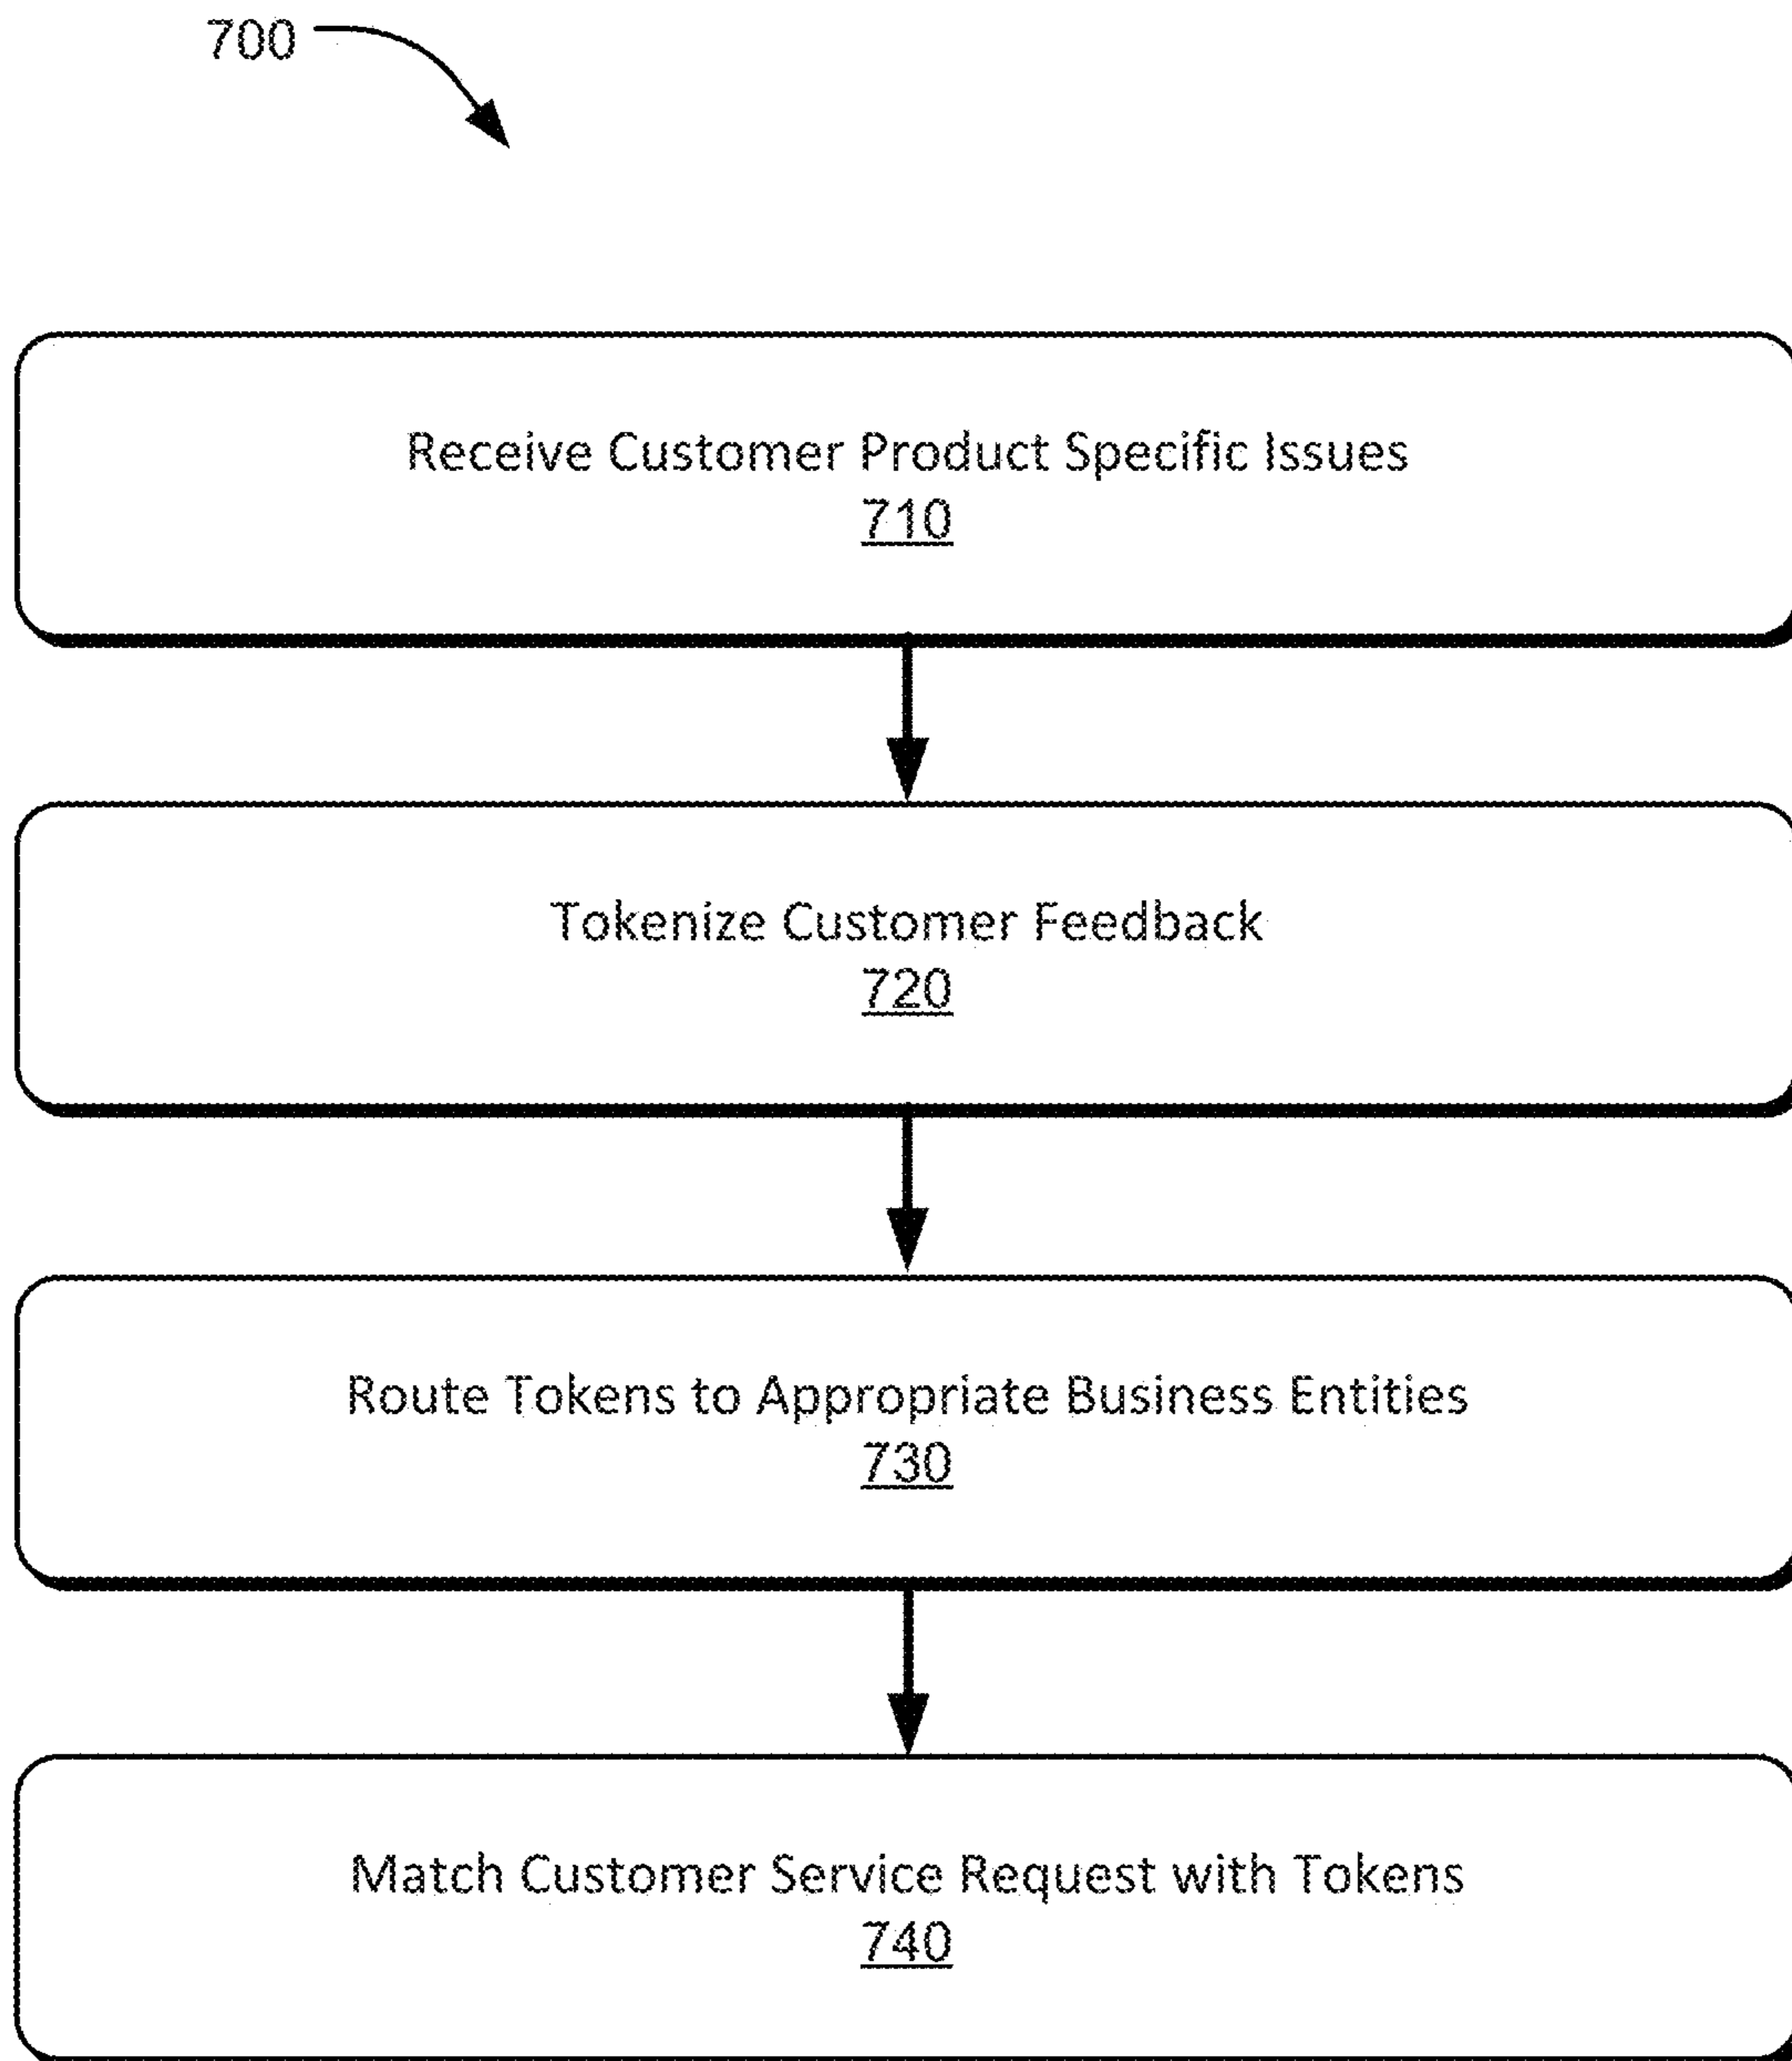 700
Receive Customer Product Specific Issues
710
Tokenize Customer Feedback
720
Route Tokens to Appropriate Business Entities
730
Match Customer Service Request with Tokens
740